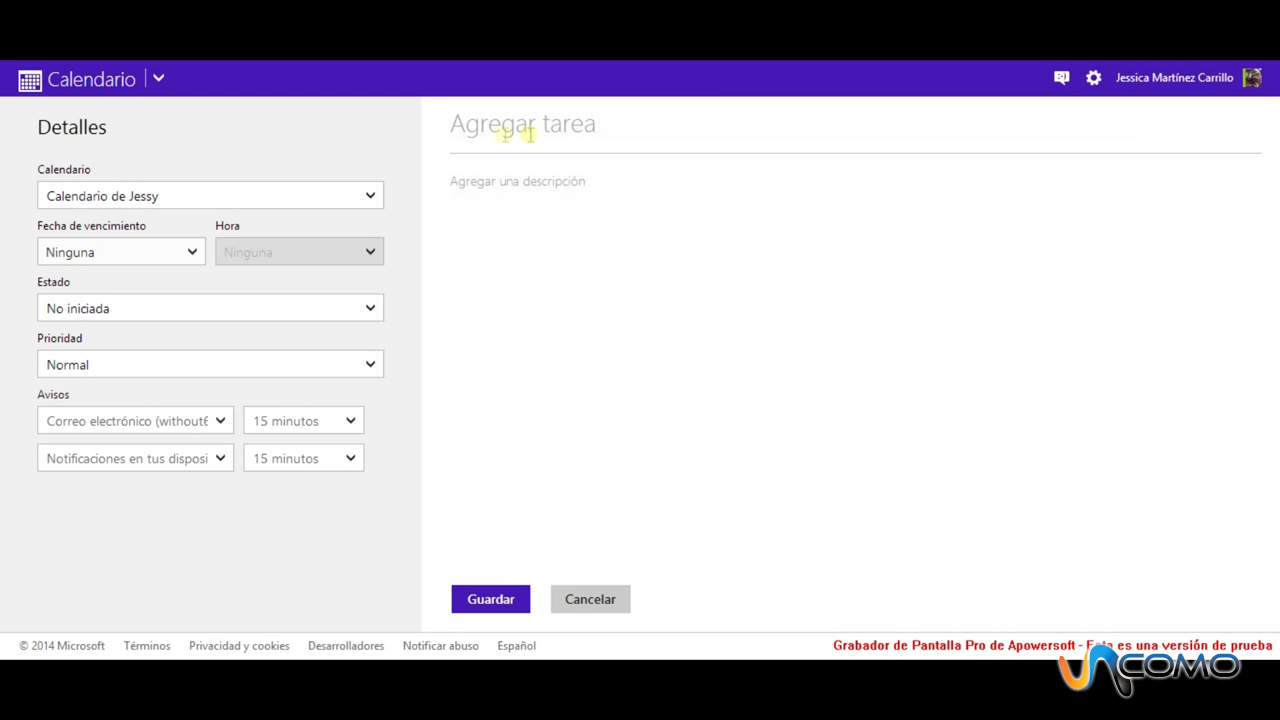 Calendario
Jessica Martínez Carrillo
Detalles
Calendario
Calendario de Jessy
Fecha de vencimiento
Hora
Ninguna
Ninguna
Estado
No iniciada
Prioridad
Normal
Avisos
Correo electrónico (without6
15 minutos
Notificaciones en tus disposi
15 minutos
Agregar tarea
Agregar una descripción
Guardar
Cancelar
© 2014 Microsoft
Términos
Privacidad y cookies
Desarrolladores
Notificar abuso
Español
Grabador de Pantalla Pro de Apowersoft - Esta es una versión de prueba
UNCOMO